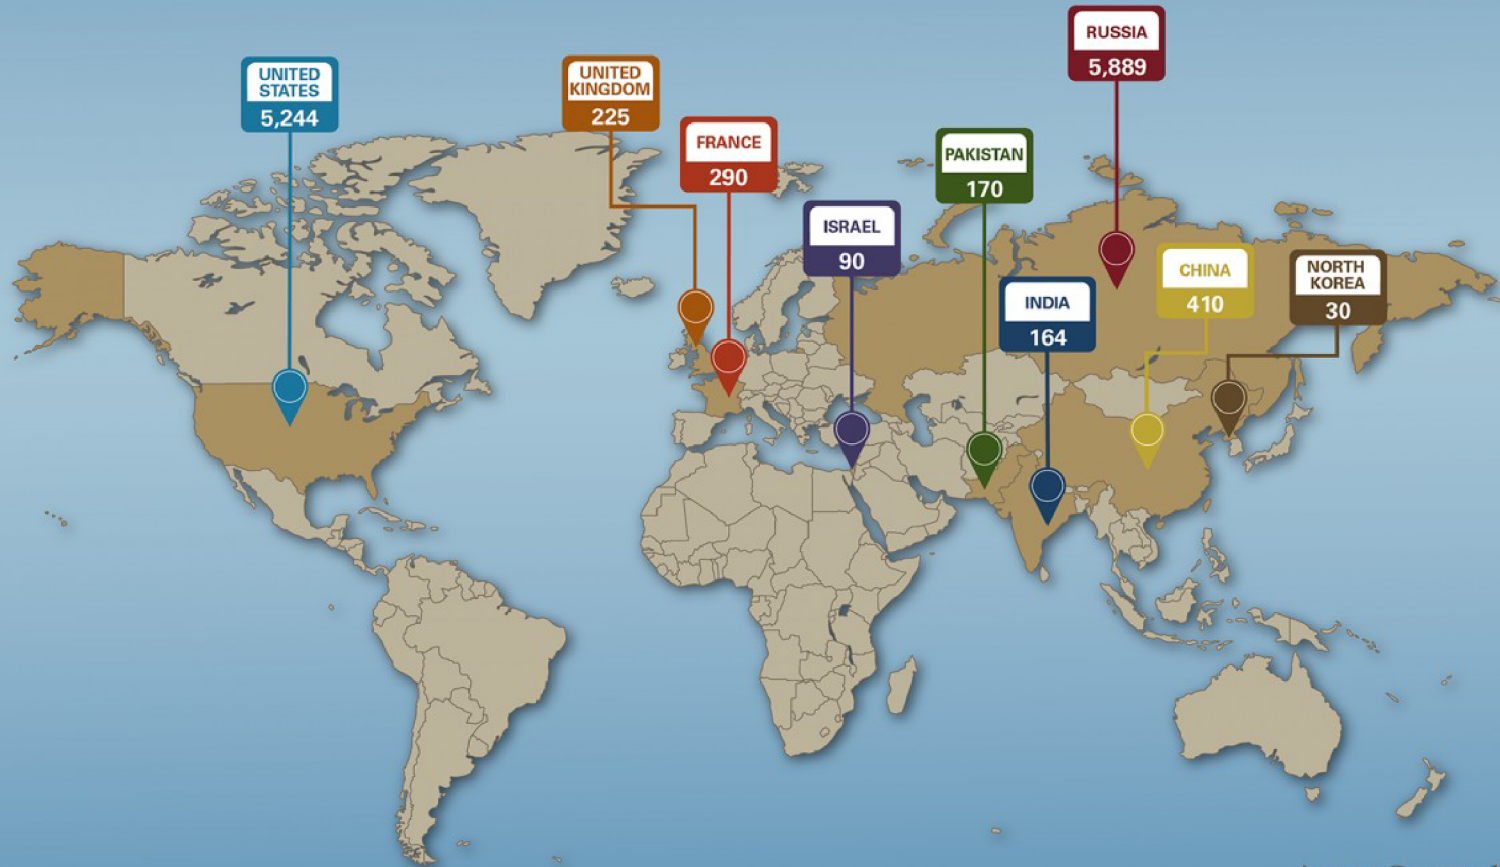 UNITED
STATES
5,244
UNITED
KINGDOM
225
FRANCE
290
ISRAEL
90
PAKISTAN
170
RUSSIA
5,889
INDIA
164
CHINA
410
NORTH
KOREA
30